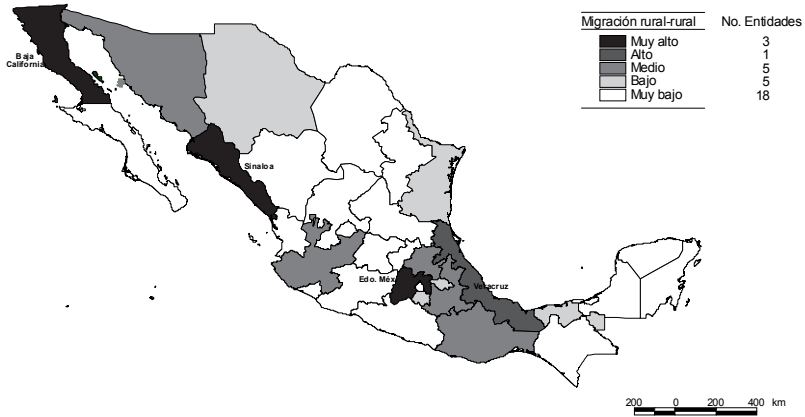 Migración rural-rural No. Entidades
Muy alto 3
Alto 1
Medio 5
Bajo 5
Muy bajo 18
Baja
California
Sinaloa
Edo. Méx
Veracruz
200 0 200 400 km